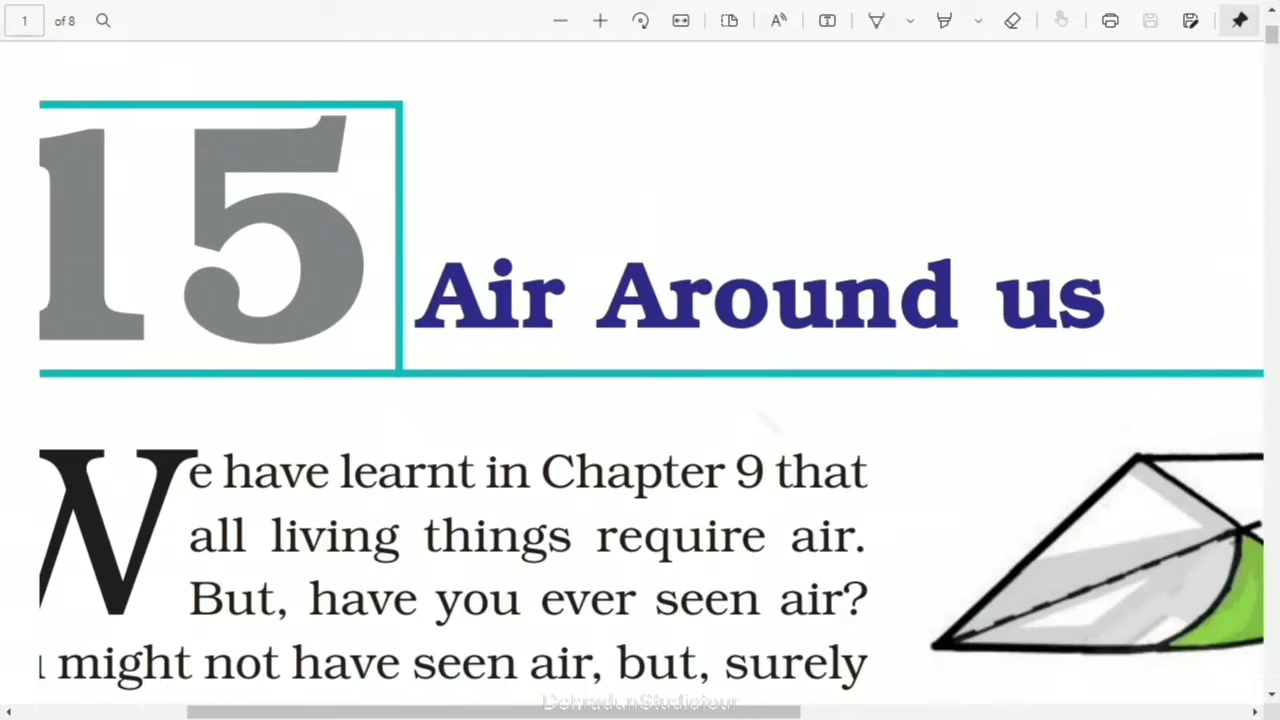 1 of 8
15
Air Around us
We have learnt in Chapter 9 that
all living things require air.
But, have you ever seen air?
might not have seen air, but, surely